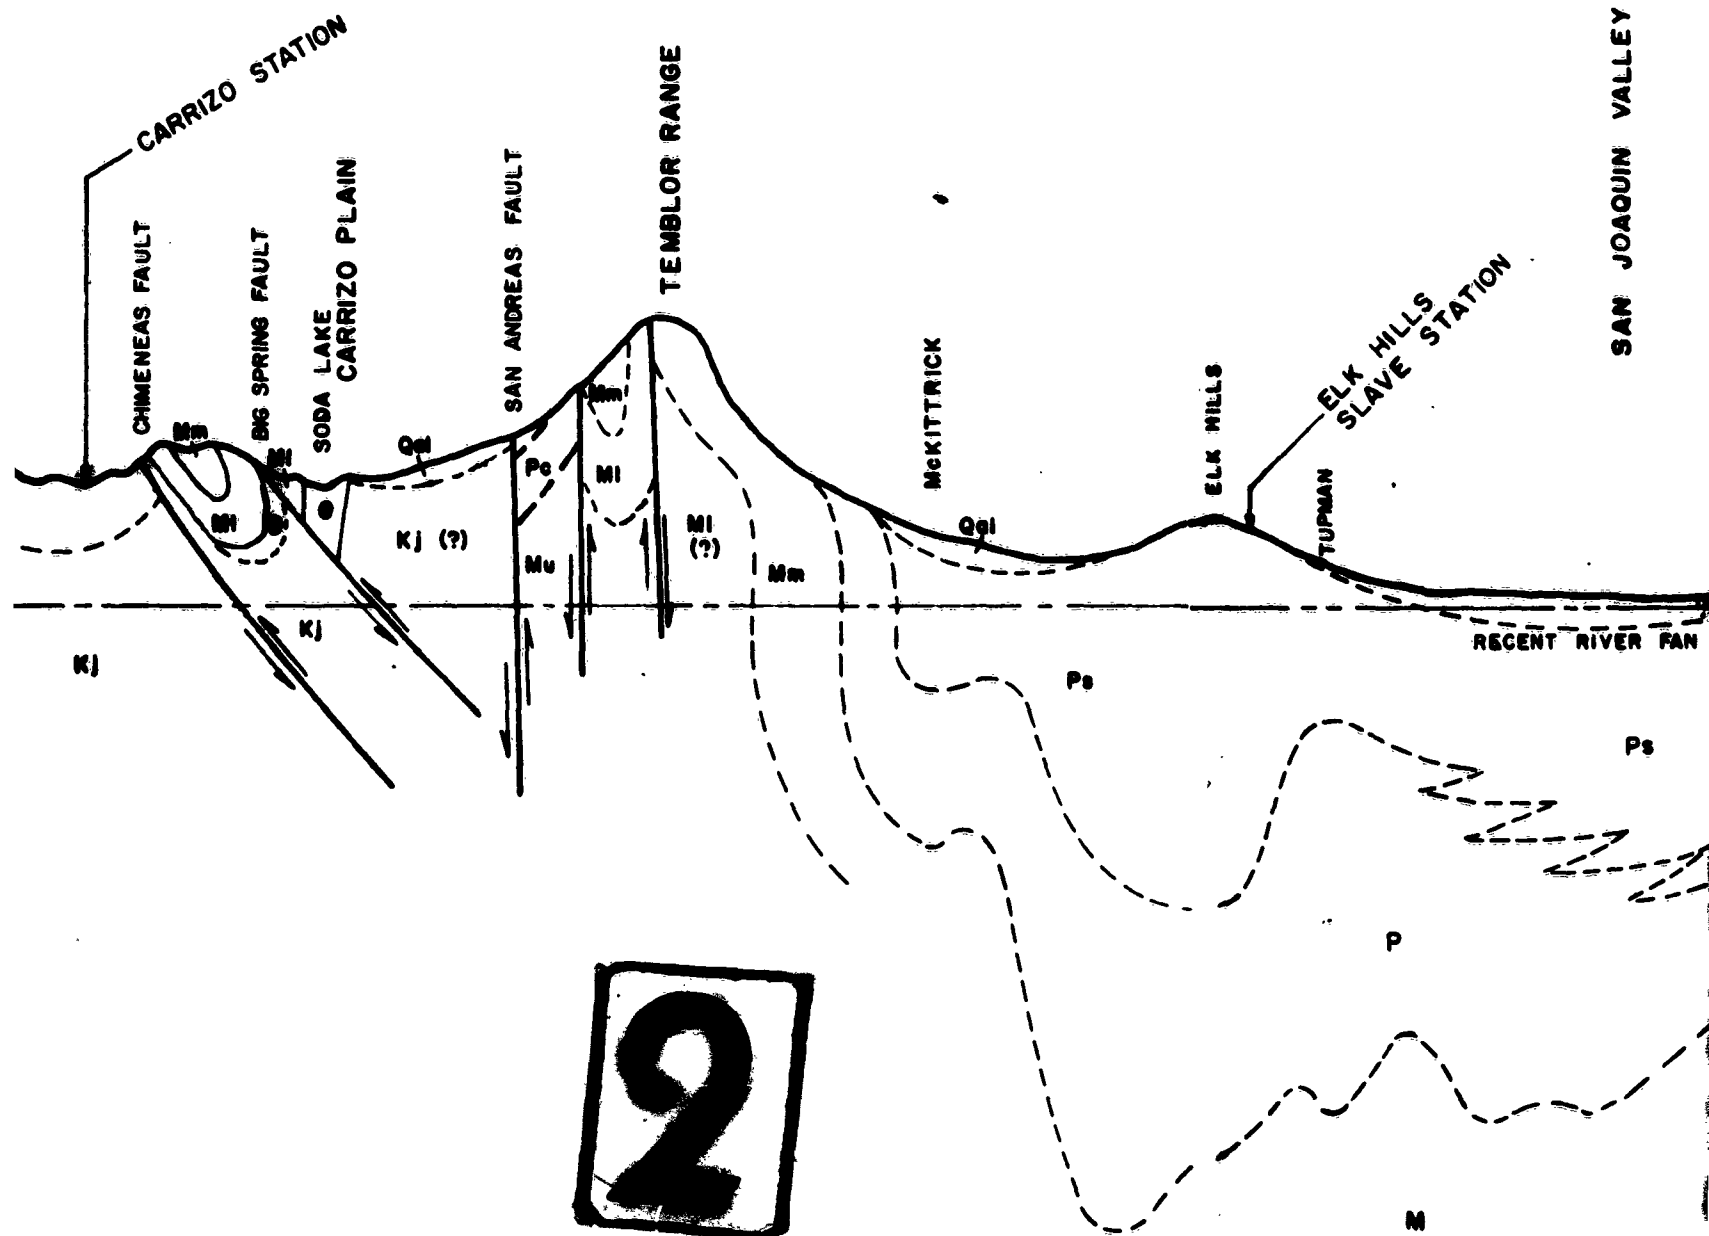 CARRIZO STATION
CHIMENEAS FAULT
BIG SPRING FAULT
SODA LAKE
CARRIZO PLAIN
SAN ANDREAS FAULT
TEMBLOR RANGE
McKITTRICK
ELK HILLS
ELK HILLS
SLAVE STATION
TUPMAN
SAN JOAQUIN VALLEY
Mm
Ml
Ml
Qal
Kj (?)
Pc
Mu
Mm
Ml
Ml
(?)
Mm
Qal
Kj
Kj
RECENT RIVER FAN
Ps
Ps
P
M
2